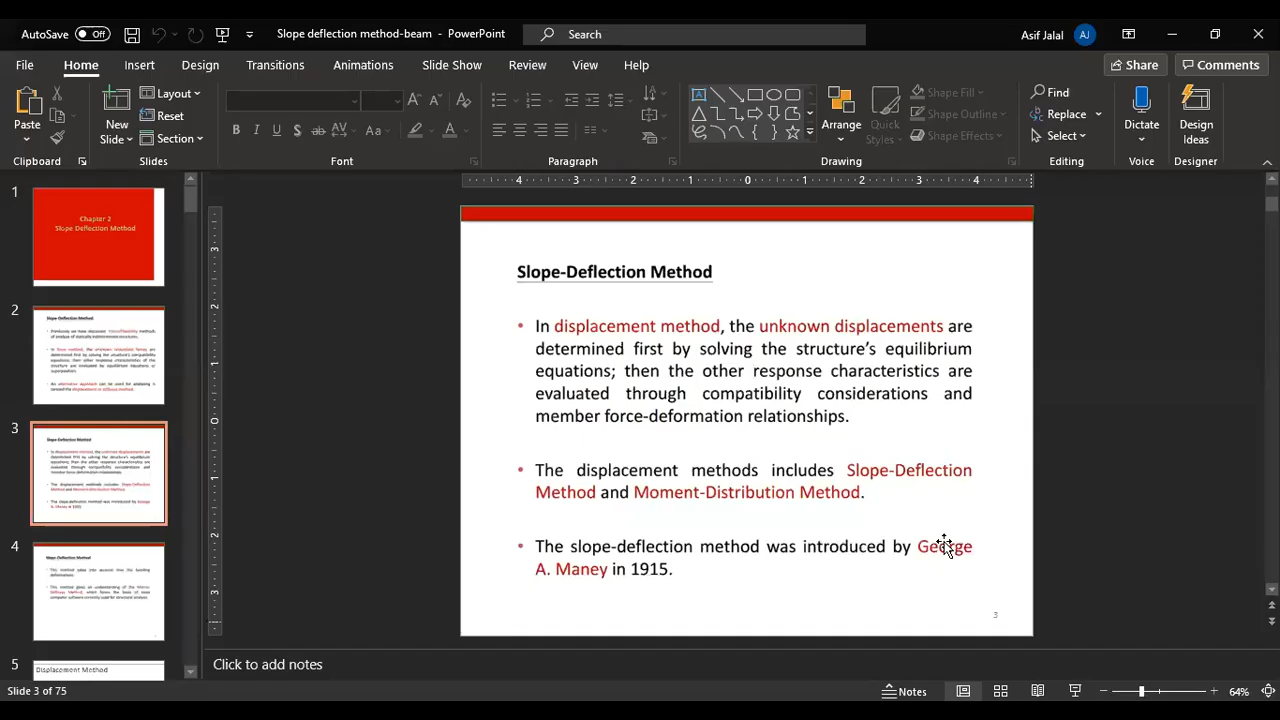 AutoSave Off
Slope deflection method-beam - PowerPoint
Search
Asif Jalal AJ
File Home Insert Design Transitions Animations Slide Show Review View Help
Share Comments
Paste
Clipboard
New Slide
Layout
Reset
Section
Slides
Font
Paragraph
Arrange
Quick Styles
Shape Fill
Shape Outline
Shape Effects
Drawing
Find
Replace
Select
Editing
Dictate
Voice
Design Ideas
Designer
1
Chapter 2
Slope Deflection Method
2
3
4
5
Displacement Method
Slope-Deflection Method
• In displacement method, the unknown displacements are
determined first by solving the structure's equilibrium
equations; then the other response characteristics are
evaluated through compatibility considerations and
member force-deformation relationships.
• The displacement methods includes Slope-Deflection
Method and Moment-Distribution Method.
• The slope-deflection method was introduced by George
A. Maney in 1915.
3
Click to add notes
Slide 3 of 75
Notes
64%